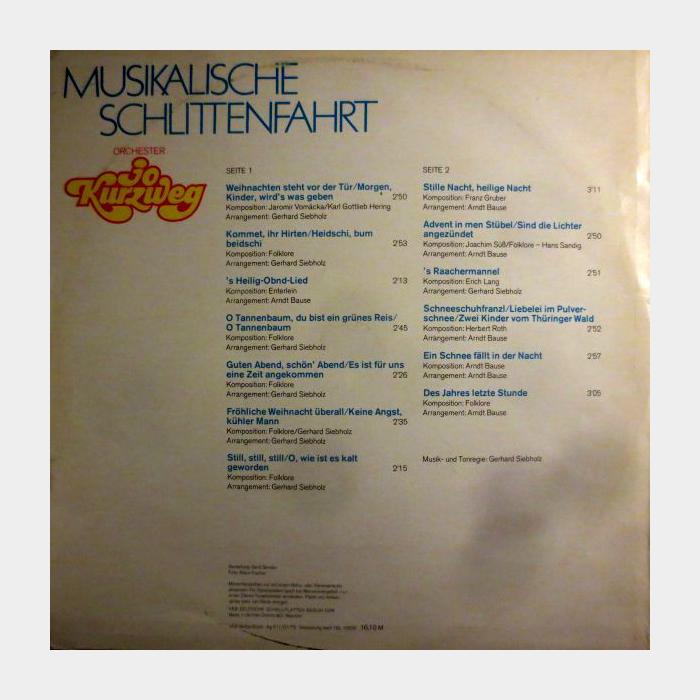 MUSIKALISCHE
SCHLITTENFAHRT
ORCHESTER
Jo
Kurzweg
SEITE 1
Weihnachten steht vor der Tür/Morgen,
Kinder, wird's was geben 2'50
Komposition: Jaromir Vomácka/Karl Gottlieb Hering
Arrangement: Gerhard Siebholz
Kommet, ihr Hirten/Heidschi, bum
beidschi 2'53
Komposition: Folklore
Arrangement: Gerhard Siebholz
's Heilig-Obnd-Lied 2'13
Komposition: Enterlein
Arrangement: Arndt Bause
O Tannenbaum, du bist ein grünes Reis/
O Tannenbaum 2'45
Komposition: Folklore
Arrangement: Gerhard Siebholz
Guten Abend, schön' Abend/Es ist für uns
eine Zeit angekommen 2'26
Komposition: Folklore
Arrangement: Gerhard Siebholz
Fröhliche Weihnacht überall/Keine Angst,
kühler Mann 2'35
Komposition: Folklore/Gerhard Siebholz
Arrangement: Gerhard Siebholz
Still, still, still/O, wie ist es kalt
geworden 2'15
Komposition: Folklore
Arrangement: Gerhard Siebholz
SEITE 2
Stille Nacht, heilige Nacht 3'11
Komposition: Franz Gruber
Arrangement: Arndt Bause
Advent in men Stübel/Sind die Lichter
angezündet 2'50
Komposition: Joachim Süß/Folklore – Hans Sandig
Arrangement: Arndt Bause
's Raachermannel 2'51
Komposition: Erich Lang
Arrangement: Gerhard Siebholz
Schneeschuhfranzl/Liebelei im Pulver-
schnee/Zwei Kinder vom Thüringer Wald
Komposition: Herbert Roth 2'52
Arrangement: Arndt Bause
Ein Schnee fällt in der Nacht 2'57
Komposition: Arndt Bause
Arrangement: Arndt Bause
Des Jahres letzte Stunde 3'05
Komposition: Folklore
Arrangement: Arndt Bause
Musik- und Tonregie: Gerhard Siebholz
VEB DEUTSCHE SCHALLPLATTEN BERLIN DDR
16,10 M